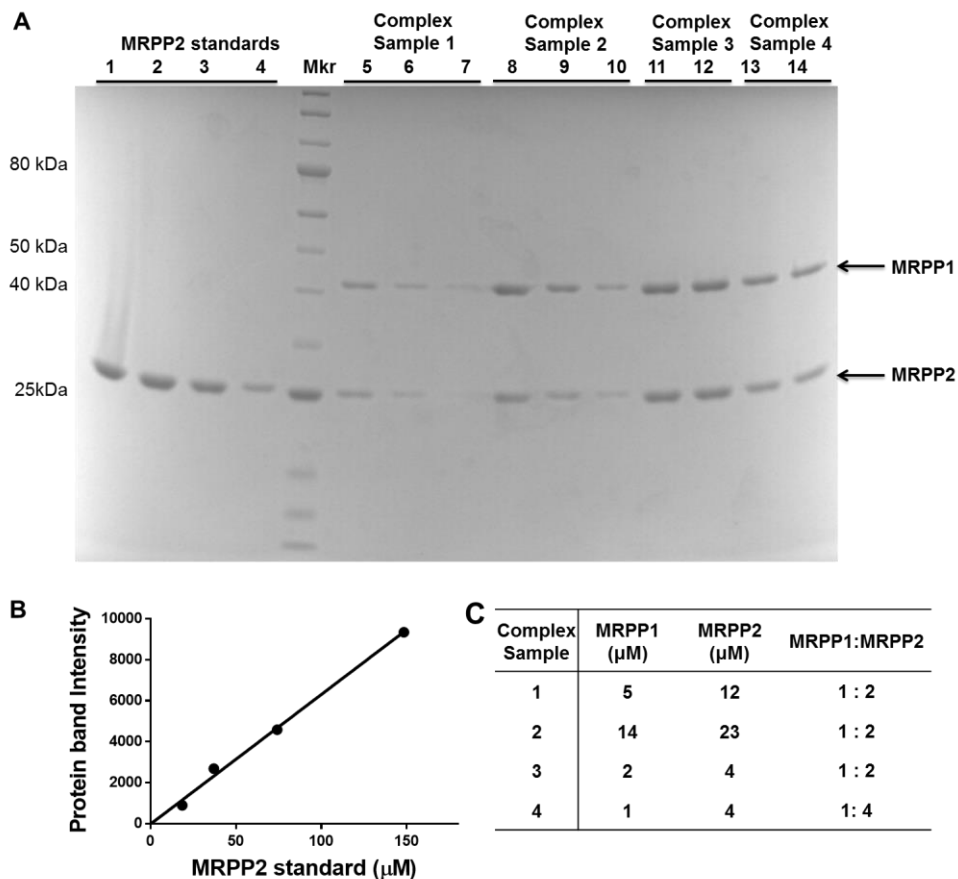 A
MRPP2 standards
Complex
Sample 1
Complex
Sample 2
Complex
Sample 3
Complex
Sample 4
1 2 3 4 Mkr 5 6 7 8 9 10 11 12 13 14
80 kDa
50 kDa
40 kDa
25kDa
MRPP1
MRPP2
B
Protein band Intensity
10000
8000
6000
4000
2000
0
0 50 100 150
MRPP2 standard (μM)
C
Complex
Sample
MRPP1
(μM)
MRPP2
(μM)
MRPP1:MRPP2
1 5 12 1 : 2
2 14 23 1 : 2
3 2 4 1 : 2
4 1 4 1: 4